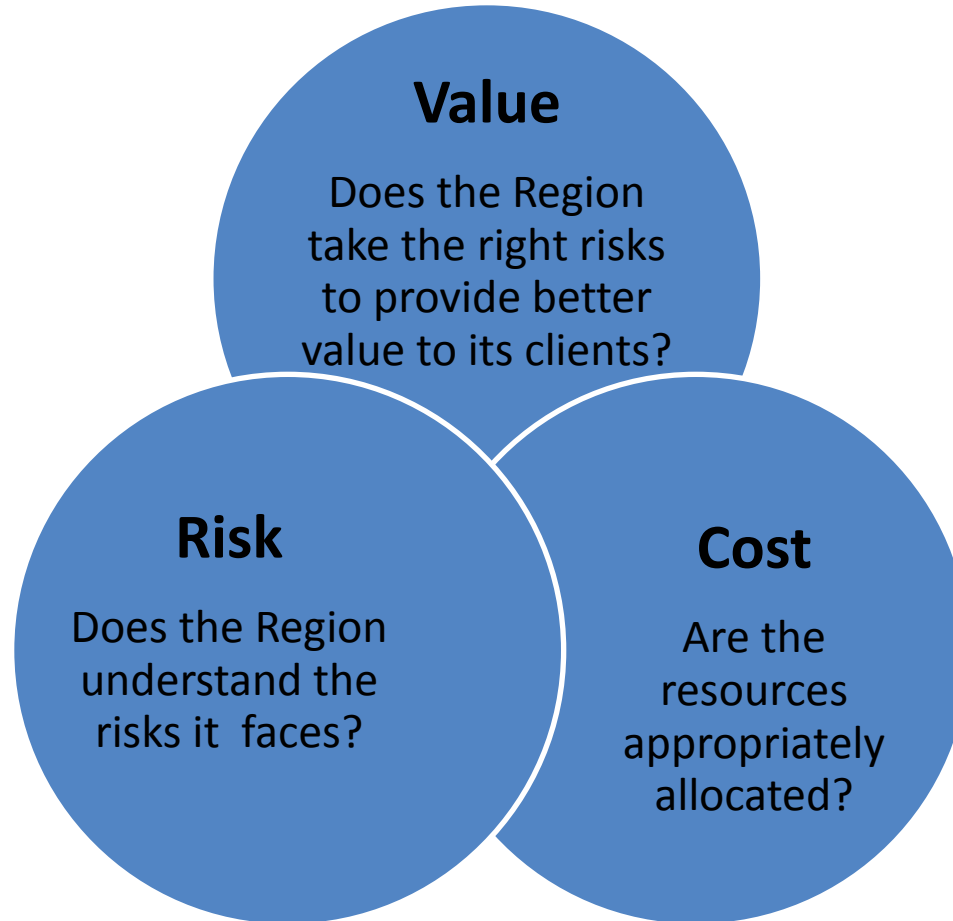 Value
Does the Region
take the right risks
to provide better
value to its clients?
Risk
Does the Region
understand the
risks it  faces?
Cost
Are the
resources
appropriately
allocated?